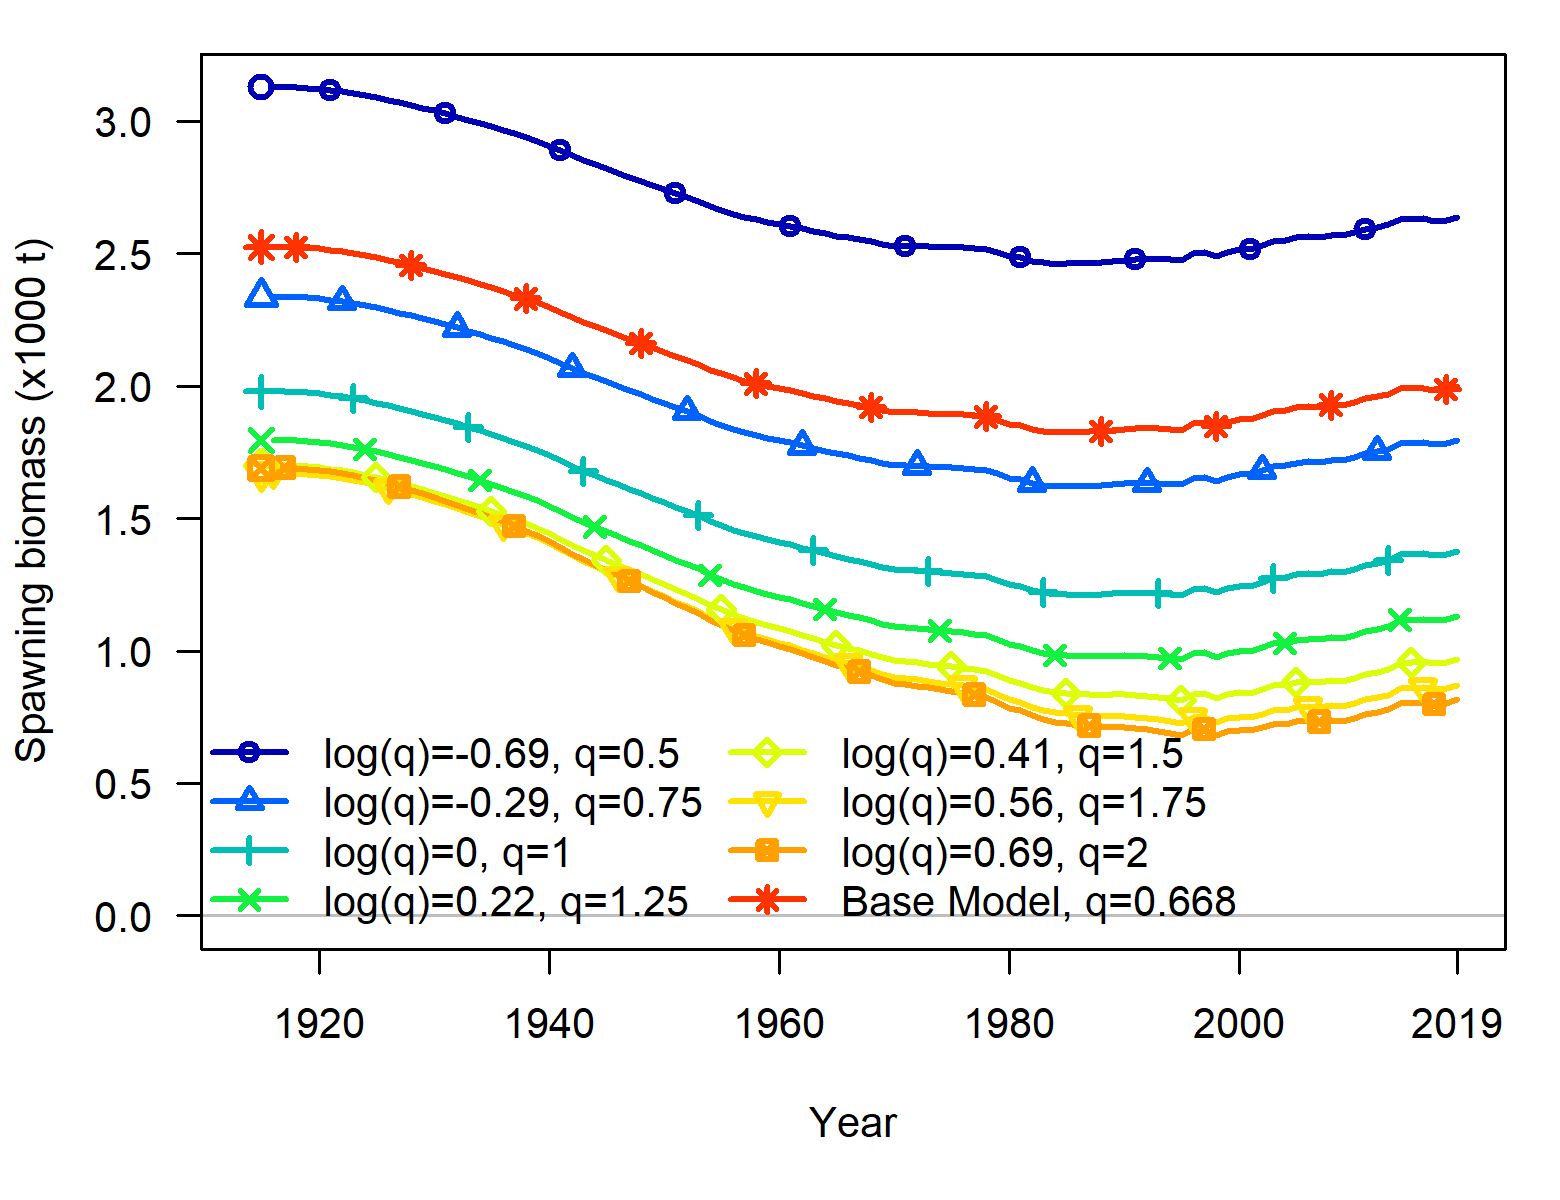 Spawning biomass (x1000 t)
3.0
2.5
2.0
1.5
1.0
0.5
0.0
log(q)=-0.69, q=0.5
log(q)=-0.29, q=0.75
log(q)=0, q=1
log(q)=0.22, q=1.25
log(q)=0.41, q=1.5
log(q)=0.56, q=1.75
log(q)=0.69, q=2
Base Model, q=0.668
1920 1940 1960 1980 2000 2019
Year